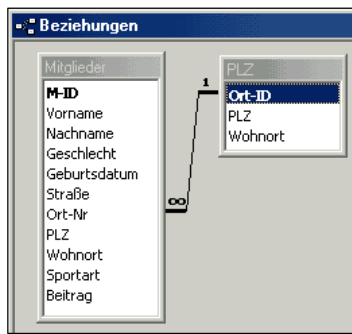 Beziehungen
Mitglieder
M-ID
Vorname
Nachname
Geschlecht
Geburtsdatum
Straße
Ort-Nr
PLZ
Wohnort
Sportart
Beitrag
∞
1
PLZ
Ort-ID
PLZ
Wohnort